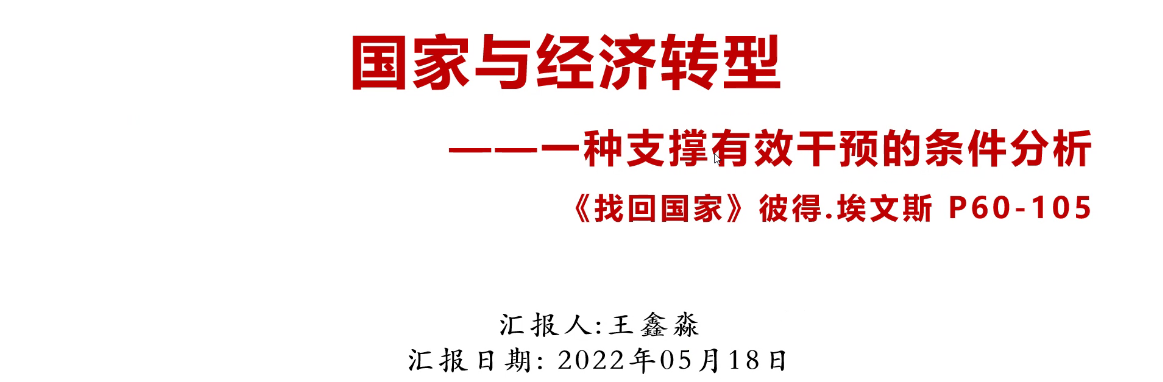 国家与经济转型
——一种支撑有效干预的条件分析
《找回国家》彼得.埃文斯 P60-105
汇报人:王鑫淼
汇报日期: 2022年05月18日